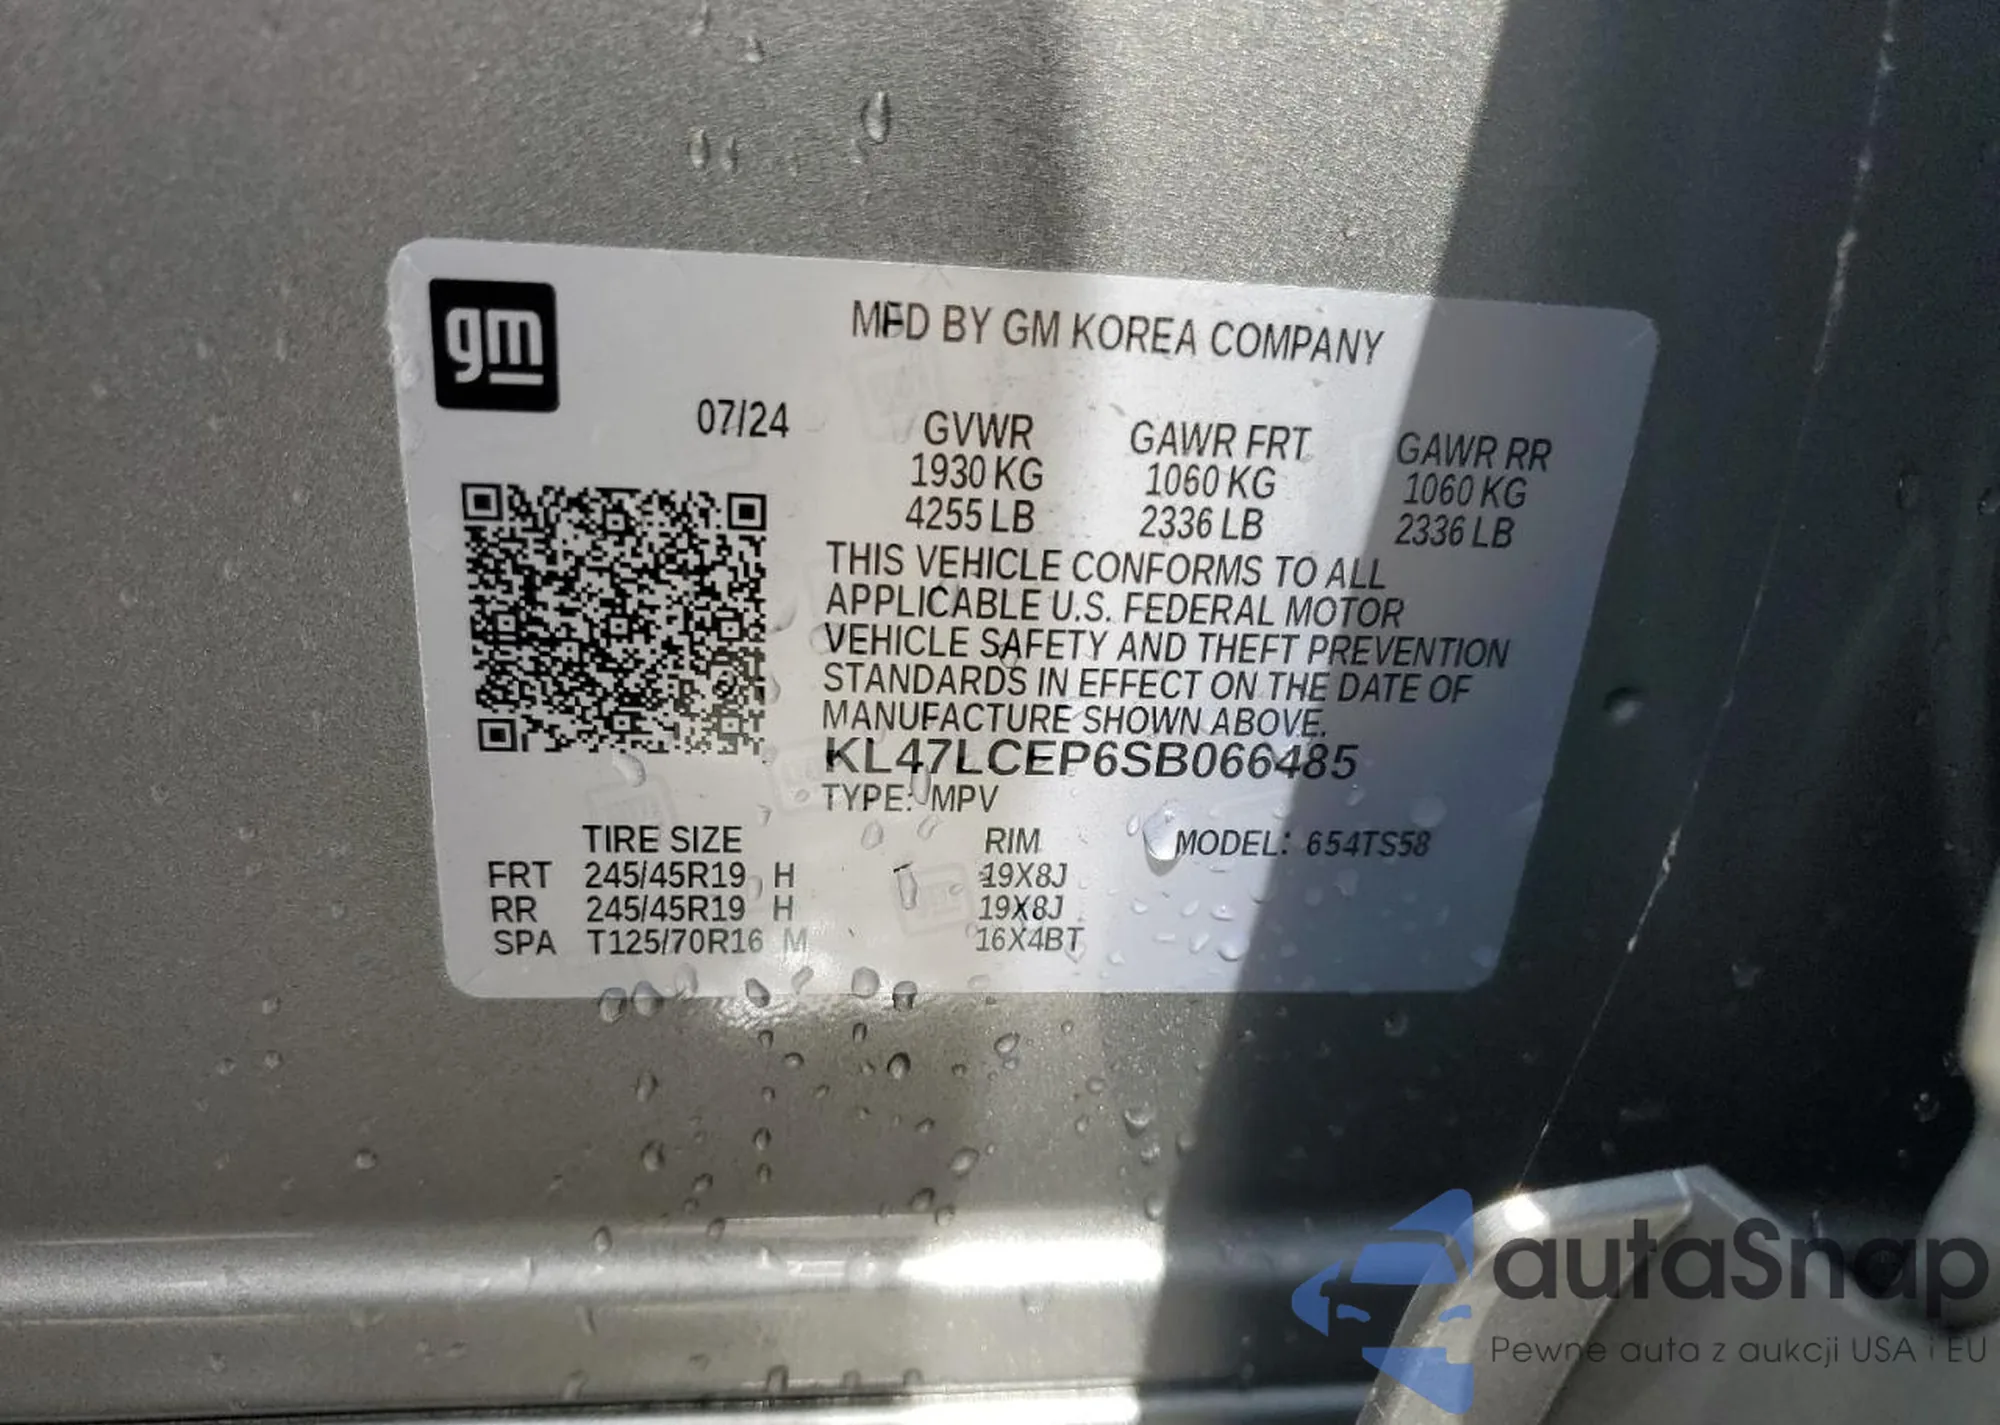 gm
MFD BY GM KOREA COMPANY
07/24
GVWR GAWR FRT GAWR RR
1930 KG 1060 KG 1060 KG
4255 LB 2336 LB 2336 LB
THIS VEHICLE CONFORMS TO ALL
APPLICABLE U.S. FEDERAL MOTOR
VEHICLE SAFETY AND THEFT PREVENTION
STANDARDS IN EFFECT ON THE DATE OF
MANUFACTURE SHOWN ABOVE.
KL47LCEP6SB066485
TYPE: MPV
TIRE SIZE RIM MODEL: 654TS58
FRT 245/45R19 H 19X8J
RR 245/45R19 H 19X8J
SPA T125/70R16 M 16X4BT
autaSnap
Pewne auta z aukcji USA i EU